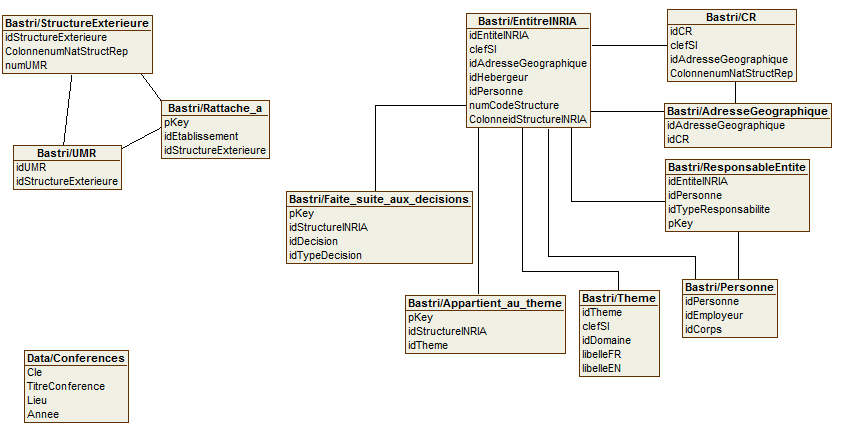 Bastri/StructureExterieure
idStructureExterieure
ColonnenumNatStructRep
numUMR
Bastri/Rattache_a
pKey
idEtablissement
idStructureExterieure
Bastri/UMR
idUMR
idStructureExterieure
Bastri/EntitreINRIA
idEntiteINRIA
clefSI
idAdresseGeographique
idHebergeur
idPersonne
numCodeStructure
ColonneidStructureINRIA
Bastri/CR
idCR
clefSI
idAdresseGeographique
ColonnenumNatStructRep
Bastri/AdresseGeographique
idAdresseGeographique
idCR
Bastri/ResponsableEntite
idEntiteINRIA
idPersonne
idTypeResponsabilite
pKey
Bastri/Faite_suite_aux_decisions
pKey
idStructureINRIA
idDecision
idTypeDecision
Bastri/Appartient_au_theme
pKey
idStructureINRIA
idTheme
Bastri/Theme
idTheme
clefSI
idDomaine
libelleFR
libelleEN
Bastri/Personne
idPersonne
idEmployeur
idCorps
Data/Conferences
Cle
TitreConference
Lieu
Annee